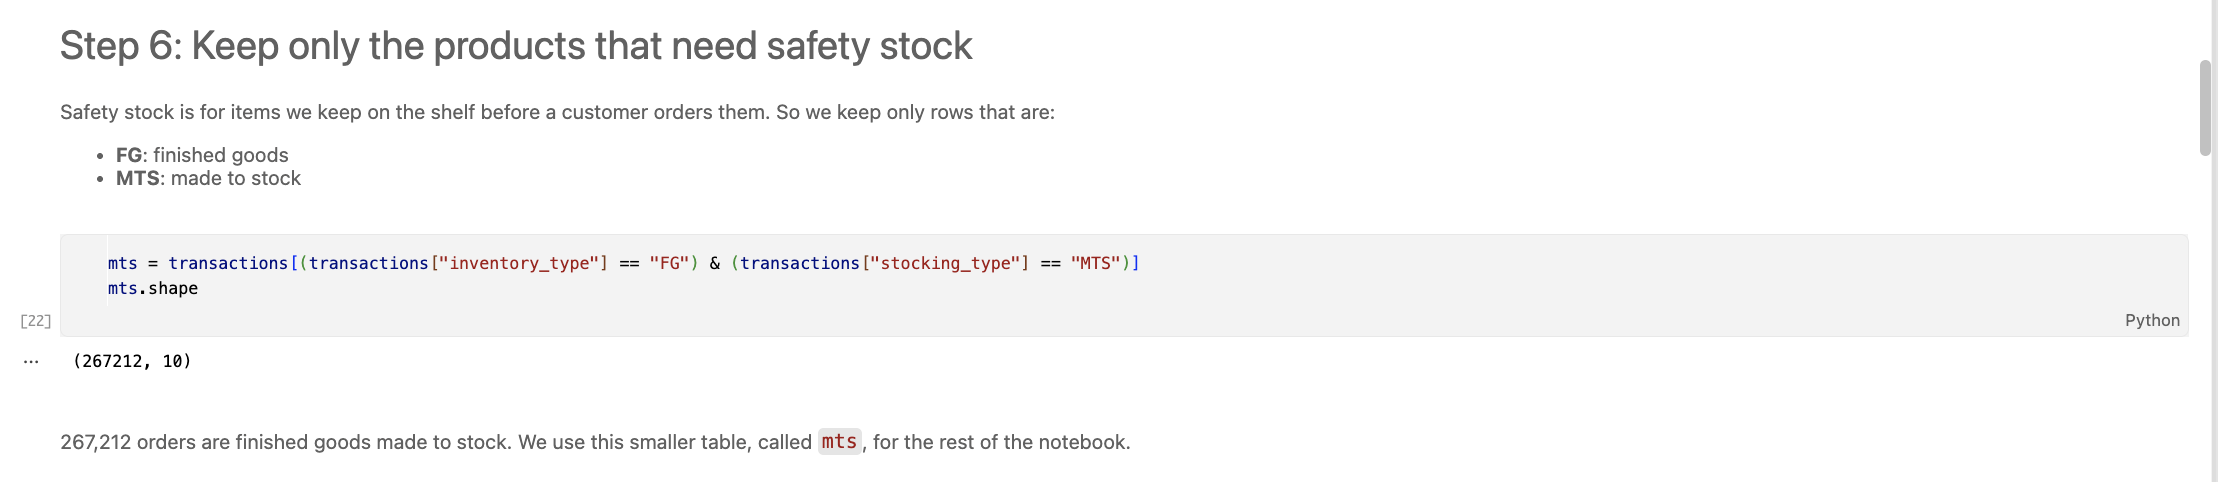 Step 6: Keep only the products that need safety stock
Safety stock is for items we keep on the shelf before a customer orders them. So we keep only rows that are:
• FG: finished goods
• MTS: made to stock
mts = transactions[(transactions["inventory_type"] == "FG") & (transactions["stocking_type"] == "MTS")]
mts.shape
[22]
Python
... (267212, 10)
267,212 orders are finished goods made to stock. We use this smaller table, called mts, for the rest of the notebook.